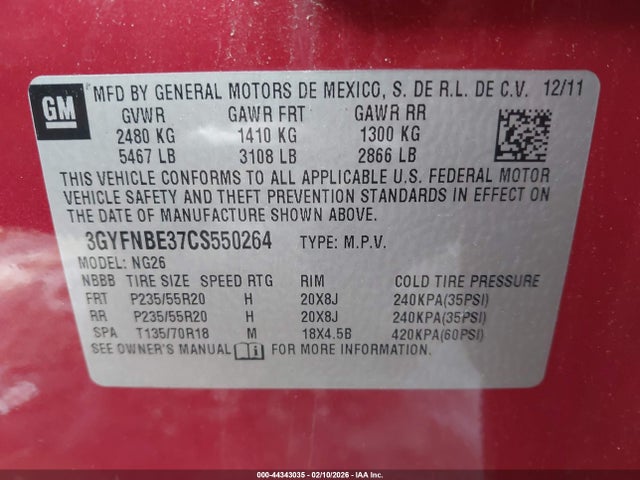 GM
MFD BY GENERAL MOTORS DE MEXICO, S. DE R.L. DE C.V. 12/11
GVWR GAWR FRT GAWR RR
2480 KG 1410 KG 1300 KG
5467 LB 3108 LB 2866 LB
THIS VEHICLE CONFORMS TO ALL APPLICABLE U.S. FEDERAL MOTOR
VEHICLE SAFETY AND THEFT PREVENTION STANDARDS IN EFFECT ON
THE DATE OF MANUFACTURE SHOWN ABOVE.
3GYFNBE37CS550264 TYPE: M.P.V.
MODEL: NG26
NBBB TIRE SIZE SPEED RTG RIM COLD TIRE PRESSURE
FRT P235/55R20 H 20X8J 240KPA(35PSI)
RR P235/55R20 H 20X8J 240KPA(35PSI)
SPA T135/70R18 M 18X4.5B 420KPA(60PSI)
SEE OWNER'S MANUAL FOR MORE INFORMATION.
000-44343035 - 02/10/2026 - IAA Inc.